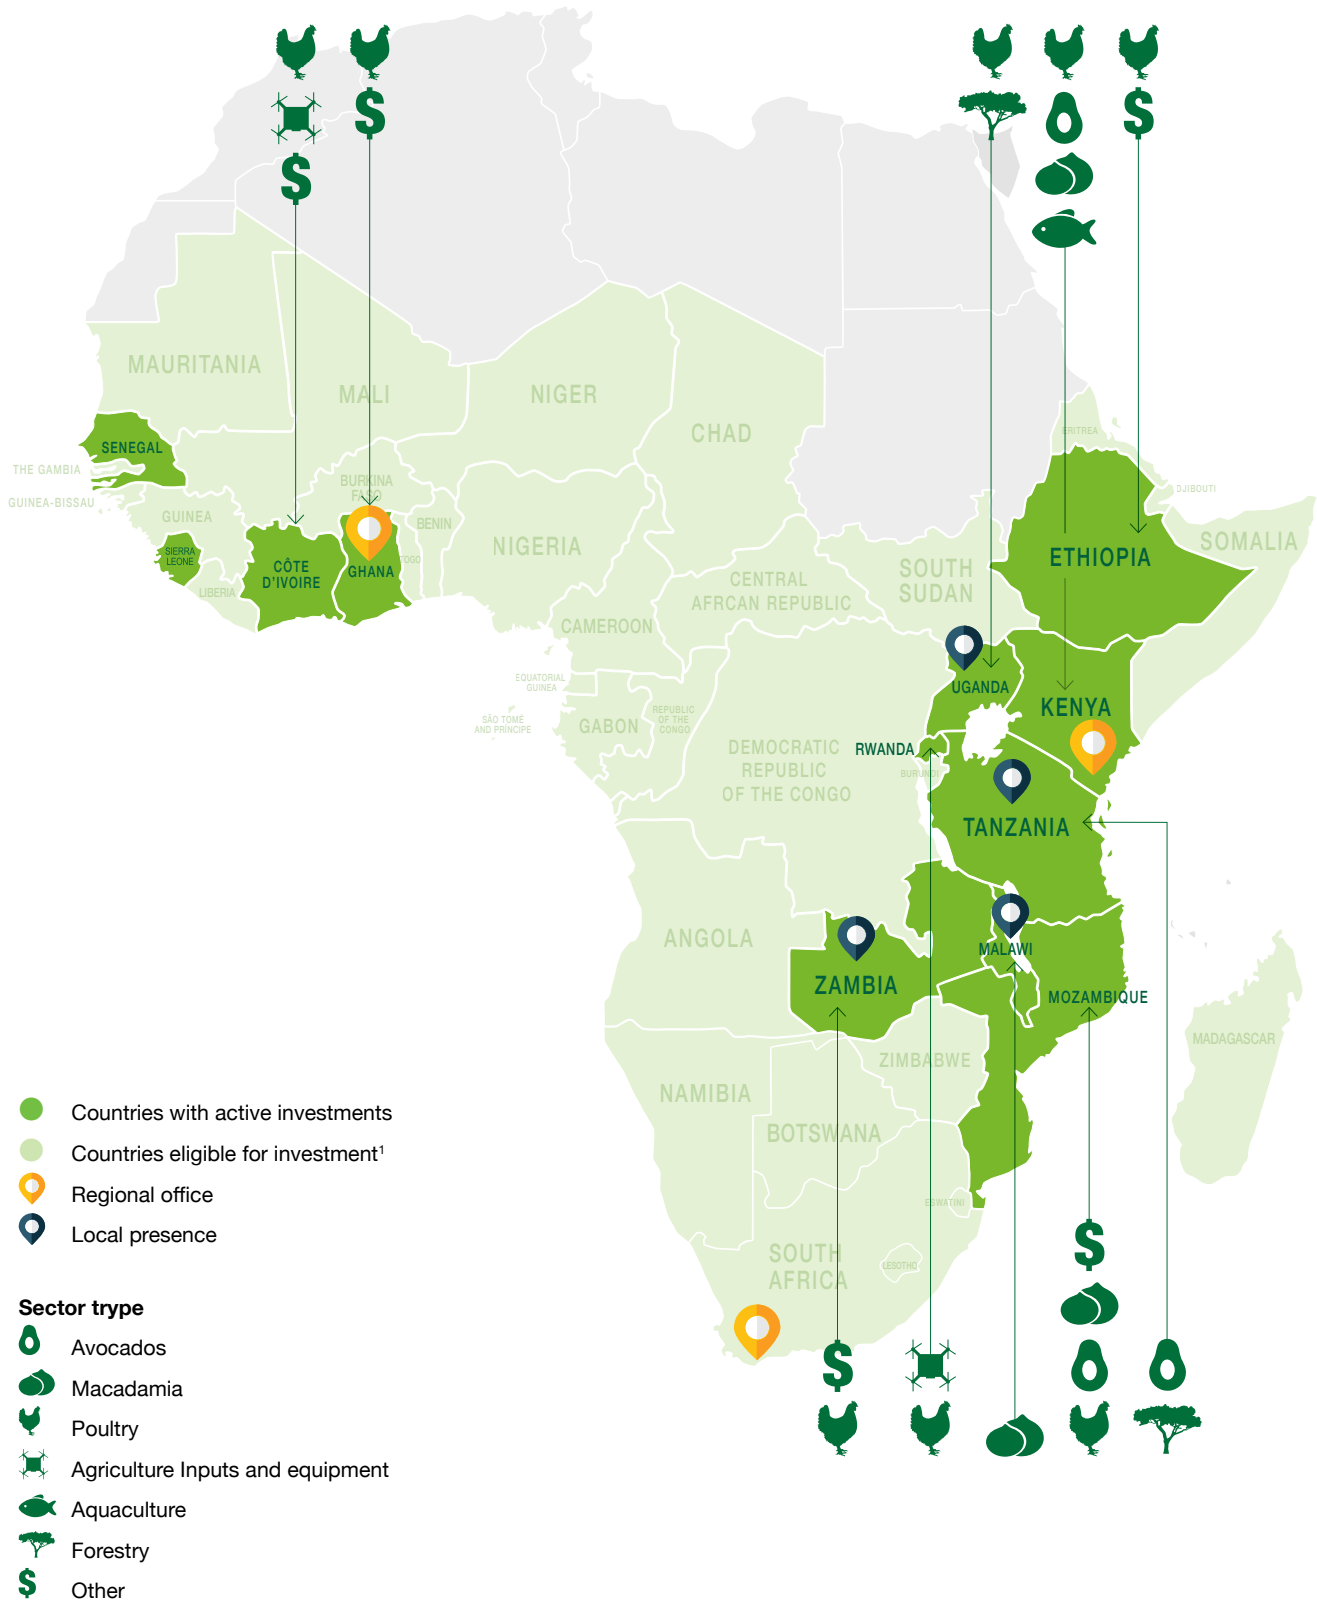 MAURITANIA
MALI
NIGER
CHAD
ERITREA
SENEGAL
THE GAMBIA
GUINEA-BISSAU
GUINEA
BURKINA
FASO
BENIN
TOGO
DJIBOUTI
SOMALIA
SIERRA
LEONE
LIBERIA
CÔTE
D'IVOIRE
GHANA
NIGERIA
CENTRAL
AFRCAN REPUBLIC
SOUTH
SUDAN
ETHIOPIA
CAMEROON
EQUATORIAL
GUINEA
SÃO TOMÉ
AND PRÍNCIPE
GABON
REPUBLIC
OF THE
CONGO
DEMOCRATIC
REPUBLIC
OF THE CONGO
UGANDA
KENYA
RWANDA
BURUNDI
TANZANIA
ANGOLA
ZAMBIA
MALAWI
MOZAMBIQUE
MADAGASCAR
ZIMBABWE
NAMIBIA
BOTSWANA
ESWATINI
SOUTH
AFRICA
LESOTHO
Countries with active investments
Countries eligible for investment¹
Regional office
Local presence
Sector trype
Avocados
Macadamia
Poultry
Agriculture Inputs and equipment
Aquaculture
Forestry
Other